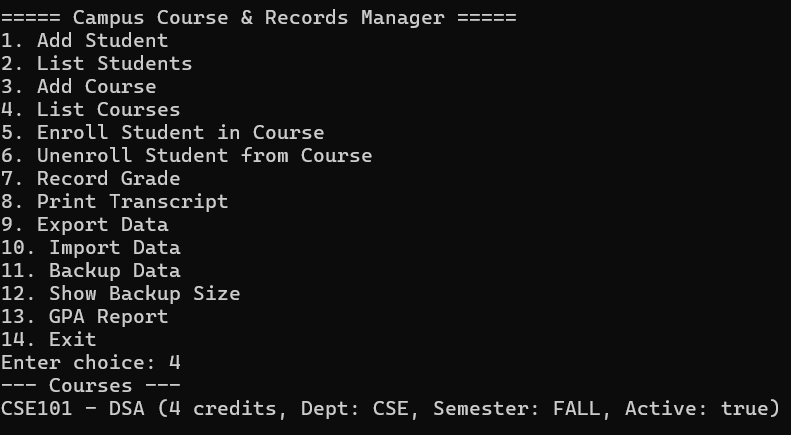 ===== Campus Course & Records Manager =====
1. Add Student
2. List Students
3. Add Course
4. List Courses
5. Enroll Student in Course
6. Unenroll Student from Course
7. Record Grade
8. Print Transcript
9. Export Data
10. Import Data
11. Backup Data
12. Show Backup Size
13. GPA Report
14. Exit
Enter choice: 4
--- Courses ---
CSE101 - DSA (4 credits, Dept: CSE, Semester: FALL, Active: true)